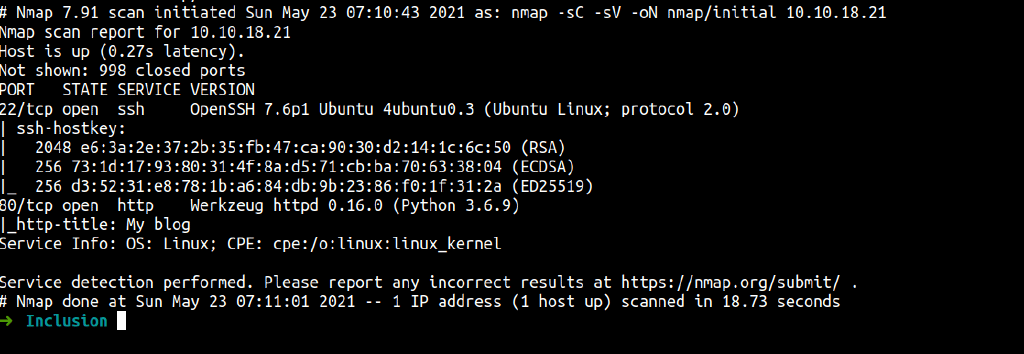 # Nmap 7.91 scan initiated Sun May 23 07:10:43 2021 as: nmap -sC -sV -oN nmap/initial 10.10.18.21
Nmap scan report for 10.10.18.21
Host is up (0.27s latency).
Not shown: 998 closed ports
PORT   STATE SERVICE VERSION
22/tcp open  ssh     OpenSSH 7.6p1 Ubuntu 4ubuntu0.3 (Ubuntu Linux; protocol 2.0)
| ssh-hostkey:
|   2048 e6:3a:2e:37:2b:35:fb:47:ca:90:30:d2:14:1c:6c:50 (RSA)
|   256 73:1d:17:93:80:31:4f:8a:d5:71:cb:ba:70:63:38:04 (ECDSA)
|_  256 d3:52:31:e8:78:1b:a6:84:db:9b:23:86:f0:1f:31:2a (ED25519)
80/tcp open  http    Werkzeug httpd 0.16.0 (Python 3.6.9)
|_http-title: My blog
Service Info: OS: Linux; CPE: cpe:/o:linux:linux_kernel

Service detection performed. Please report any incorrect results at https://nmap.org/submit/ .
# Nmap done at Sun May 23 07:11:01 2021 -- 1 IP address (1 host up) scanned in 18.73 seconds
→ Inclusion